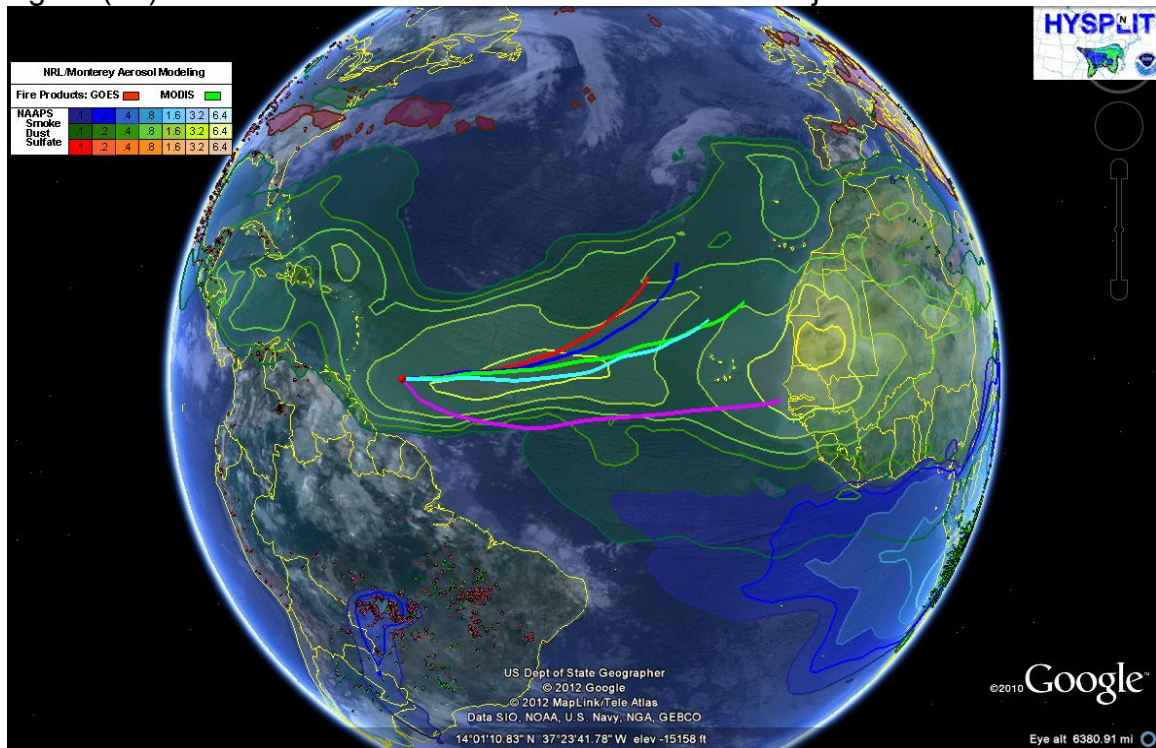 HYSPLIT
NRL/Monterey Aerosol Modeling
Fire Products: GOES MODIS
NAAPS
Smoke .1 .2 .4 .8 1.6 3.2 6.4
Dust .1 .2 .4 .8 1.6 3.2 6.4
Sulfate .1 .2 .4 .8 1.6 3.2 6.4
US Dept of State Geographer
© 2012 Google
© 2012 MapLink/Tele Atlas
Data SIO, NOAA, U.S. Navy, NGA, GEBCO
©2010 Google
14°01'10.83" N 37°23'41.78" W elev -15158 ft
Eye alt 6380.91 mi